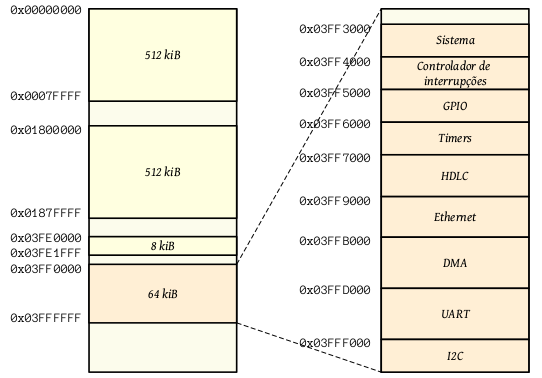 0x00000000
512 kiB
0x0007FFFF
0x01800000
512 kiB
0x0187FFFF
0x03FE0000
8 kiB
0x03FE1FFF
0x03FF0000
64 kiB
0x03FFFFFF
0x03FF3000
Sistema
0x03FF4000
Controlador de
interrupções
0x03FF5000
GPIO
0x03FF6000
Timers
0x03FF7000
HDLC
0x03FF9000
Ethernet
0x03FFB000
DMA
0x03FFD000
UART
0x03FFF000
I2C